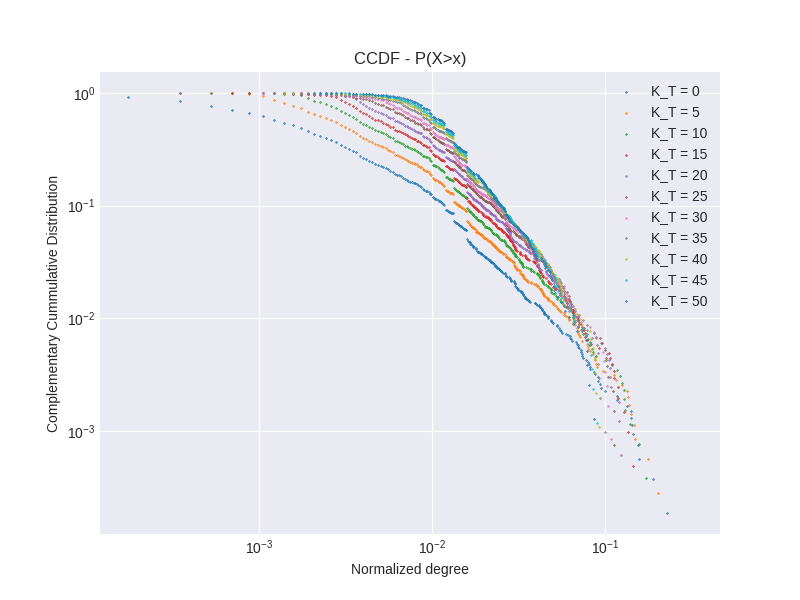 CCDF - P(X>x)
Complementary Cummulative Distribution
10⁰
10⁻¹
10⁻²
10⁻³
K_T = 0
K_T = 5
K_T = 10
K_T = 15
K_T = 20
K_T = 25
K_T = 30
K_T = 35
K_T = 40
K_T = 45
K_T = 50
10⁻³ 10⁻² 10⁻¹
Normalized degree